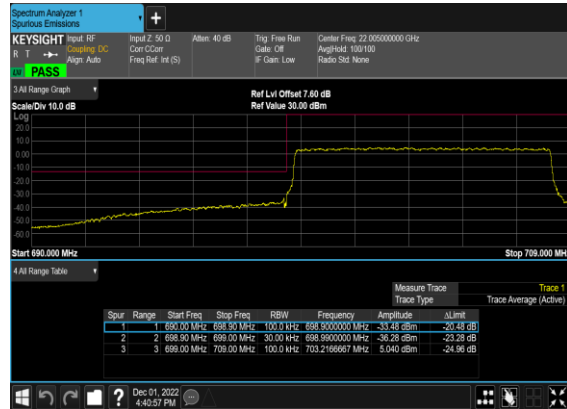 Spectrum Analyzer 1
Spurious Emissions
KEYSIGHT
R T
LXI
PASS
Input: RF
Coupling: DC
Align: Auto
Input Z: 50 Ω
Corr CCorr
Freq Ref: Int (S)
Atten: 40 dB
Trig: Free Run
Gate: Off
IF Gain: Low
Center Freq: 22.005000000 GHz
Avg|Hold: 100/100
Radio Std: None
3 All Range Graph
Scale/Div 10.0 dB
Ref Lvl Offset 7.60 dB
Ref Value 30.00 dBm
Log
20.0
10.0
0.00
-10.0
-20.0
-30.0
-40.0
-50.0
-60.0
Start 690.000 MHz
Stop 709.000 MH
4 All Range Table
Measure Trace Trace 1
Trace Type Trace Average (Active)
Spur Range Start Freq Stop Freq RBW Frequency Amplitude ΔLimit
1 1 690.00 MHz 698.90 MHz 100.0 kHz 698.9000000 MHz -33.48 dBm -20.48 dB
2 2 698.90 MHz 699.00 MHz 30.00 kHz 698.9900000 MHz -36.28 dBm -23.28 dB
3 3 699.00 MHz 709.00 MHz 100.0 kHz 703.2166667 MHz 5.040 dBm -24.96 dB
?
Dec 01, 2022
4:40:57 PM